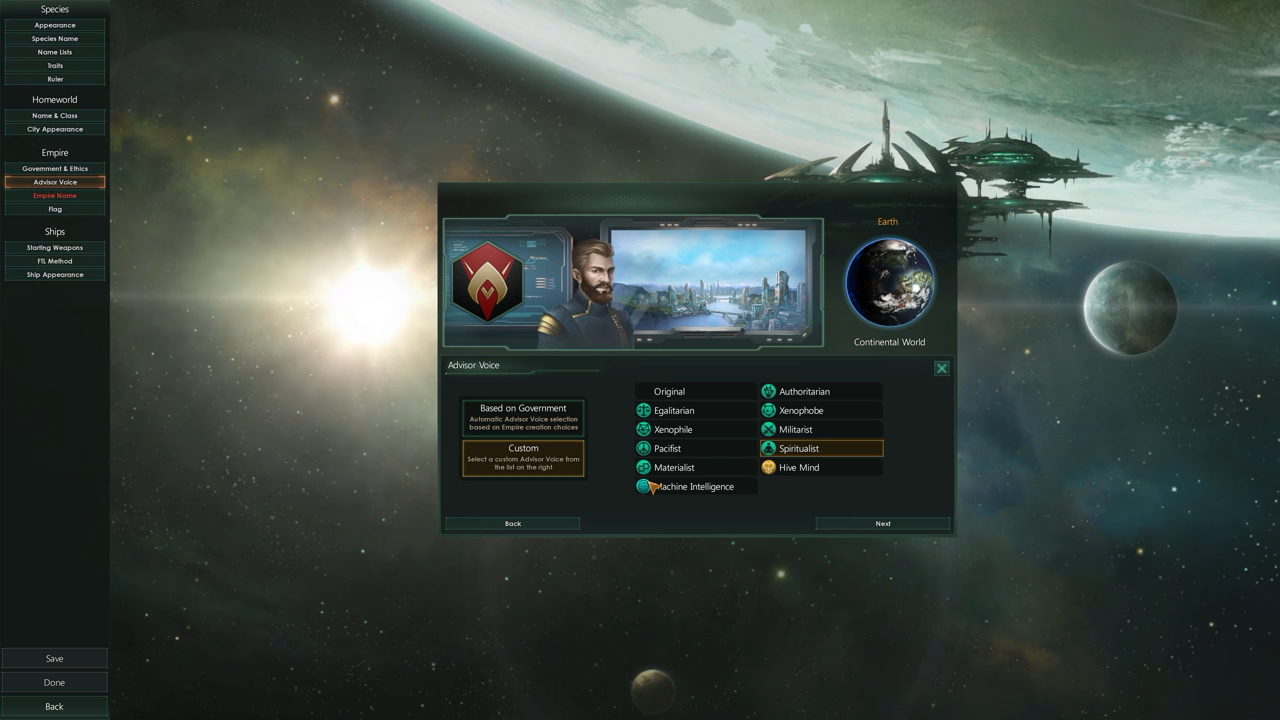 Species
Appearance
Species Name
Name Lists
Traits
Ruler
Homeworld
Name & Class
City Appearance
Empire
Government & Ethics
Advisor Voice
Empire Name
Flag
Ships
Starting Weapons
FTL Method
Ship Appearance
Save
Done
Back
Earth
Continental World
Advisor Voice
Based on Government
Automatic Advisor Voice selection
based on Empire creation choices
Custom
Select a custom Advisor Voice from
the list on the right
Original
Authoritarian
Egalitarian
Xenophobe
Xenophile
Militarist
Pacifist
Spiritualist
Materialist
Hive Mind
Machine Intelligence
Back
Next